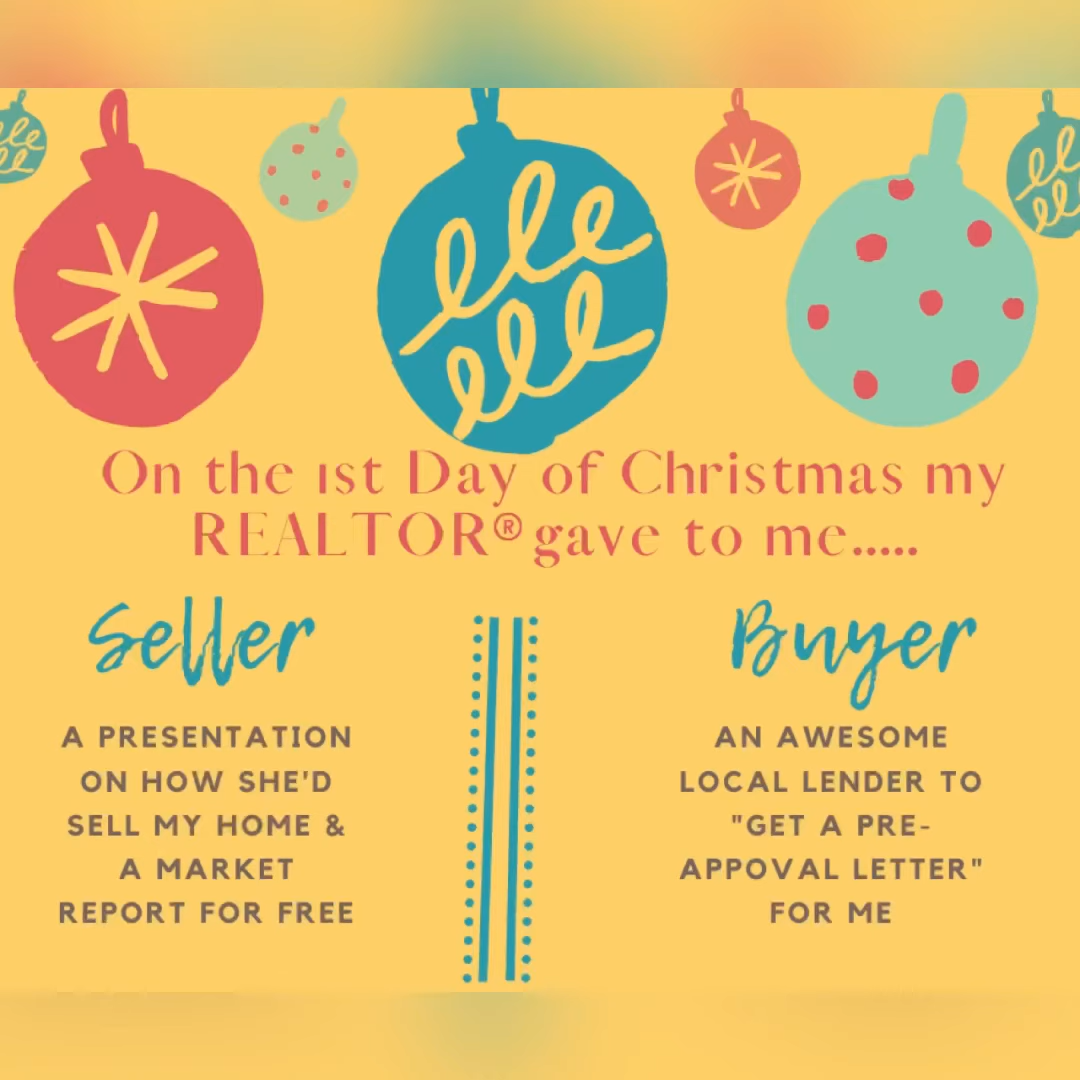 On the 1st Day of Christmas my
REALTOR® gave to me.....
Seller
A PRESENTATION
ON HOW SHE'D
SELL MY HOME &
A MARKET
REPORT FOR FREE
Buyer
AN AWESOME
LOCAL LENDER TO
"GET A PRE-
APPOVAL LETTER"
FOR ME